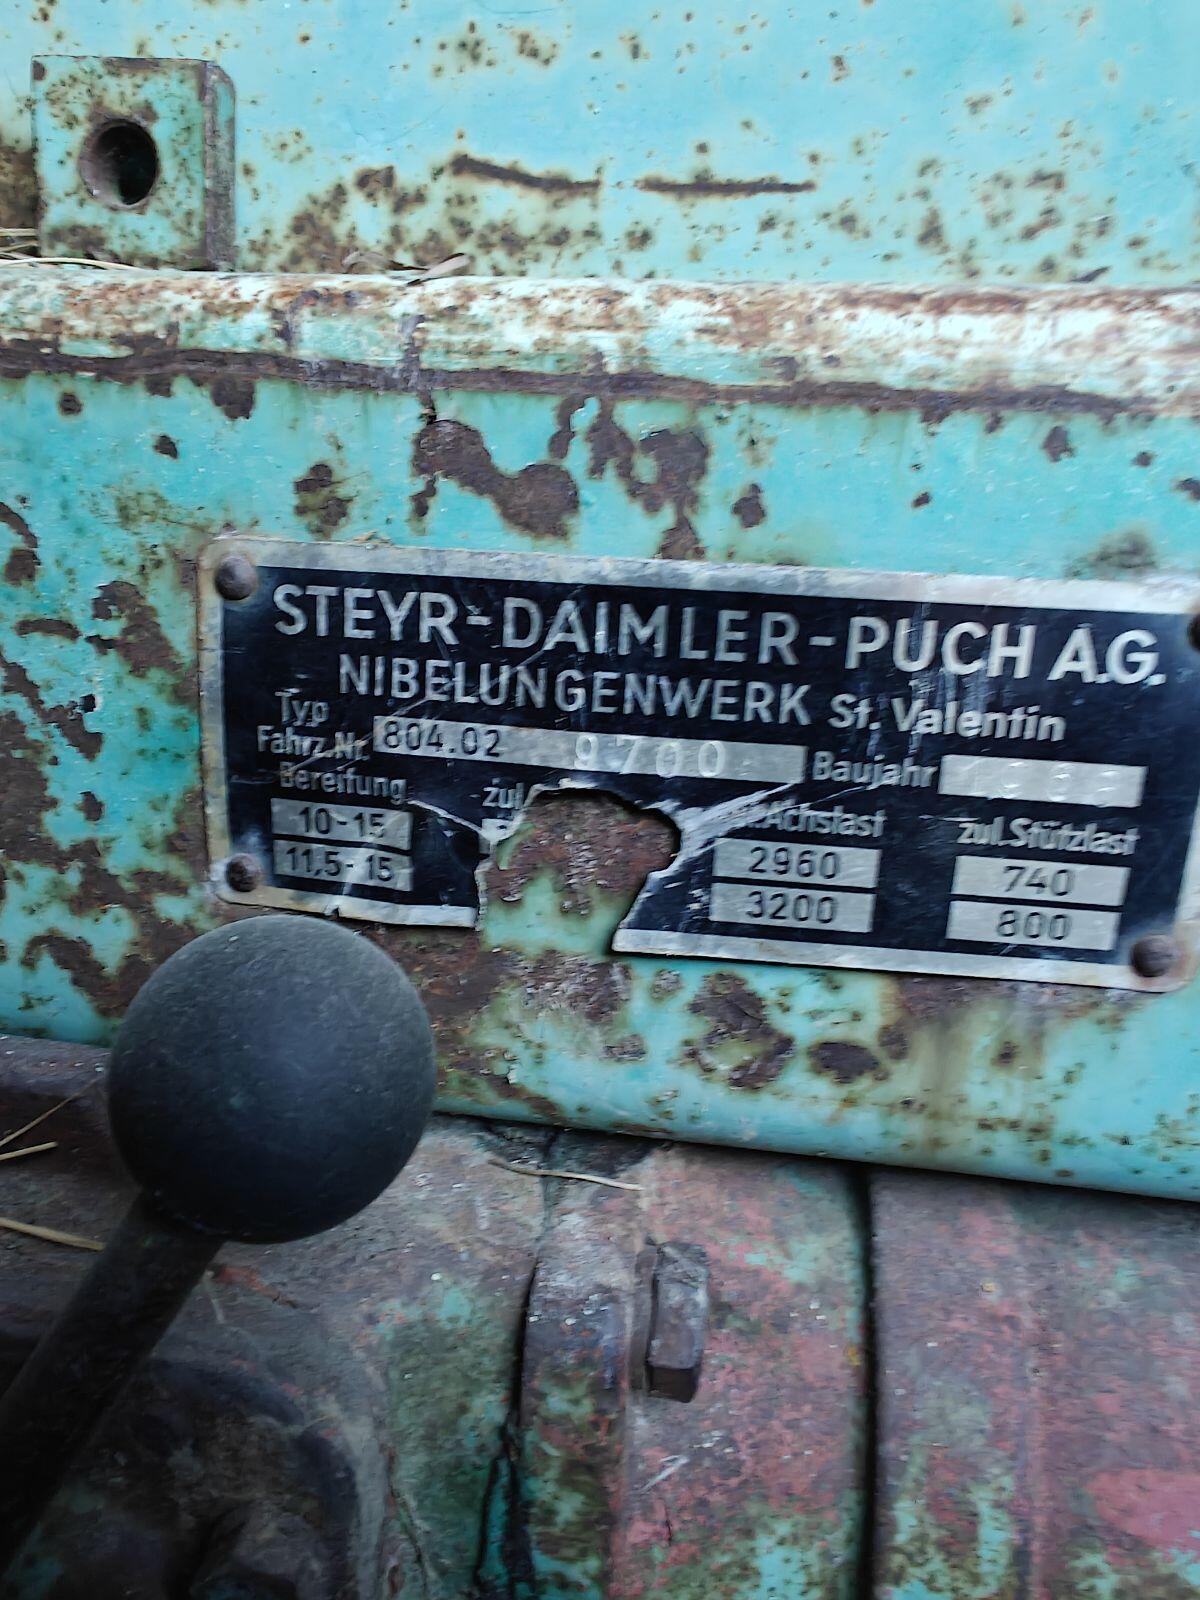 STEYR-DAIMLER-PUCH A.G.
NIBELUNGENWERK St. Valentin
Typ
Fahrz.Nr. 804.02 9700 Baujahr
Bereifung zul. Achslast zul.Stützlast
10-15 2960 740
11,5-15 3200 800